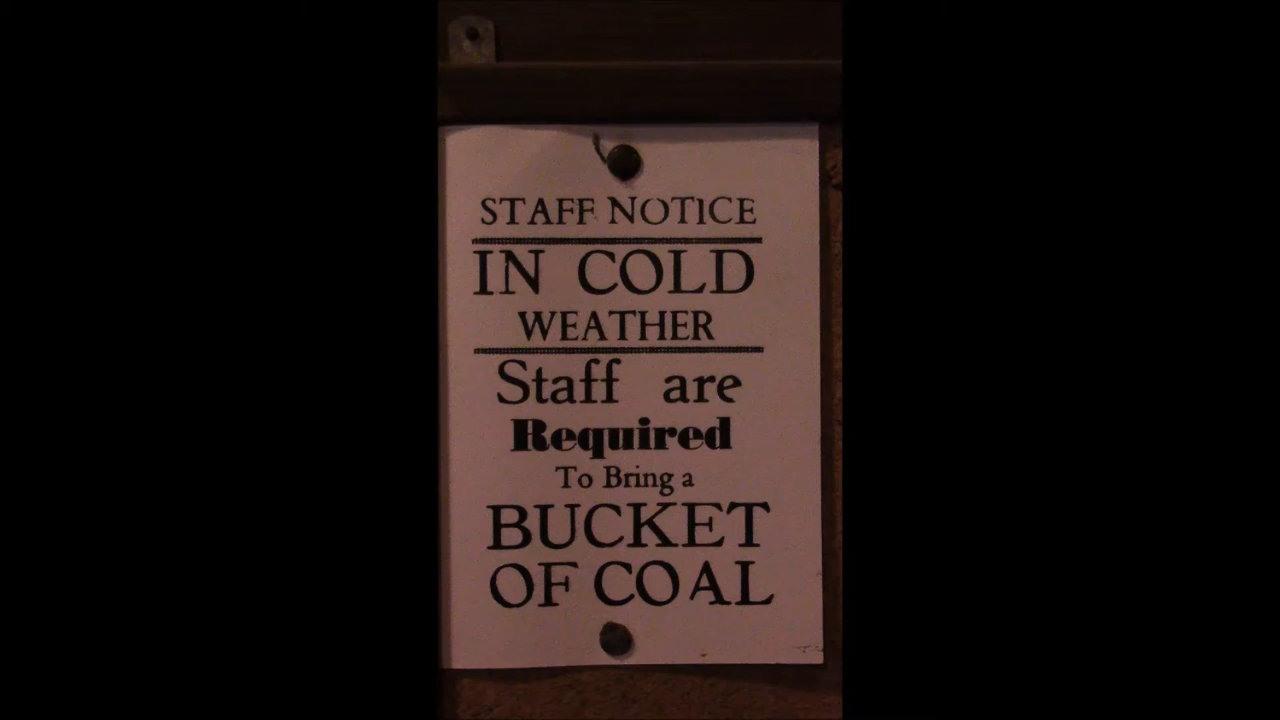 STAFF NOTICE
IN COLD
WEATHER
Staff are
Required
To Bring a
BUCKET
OF COAL